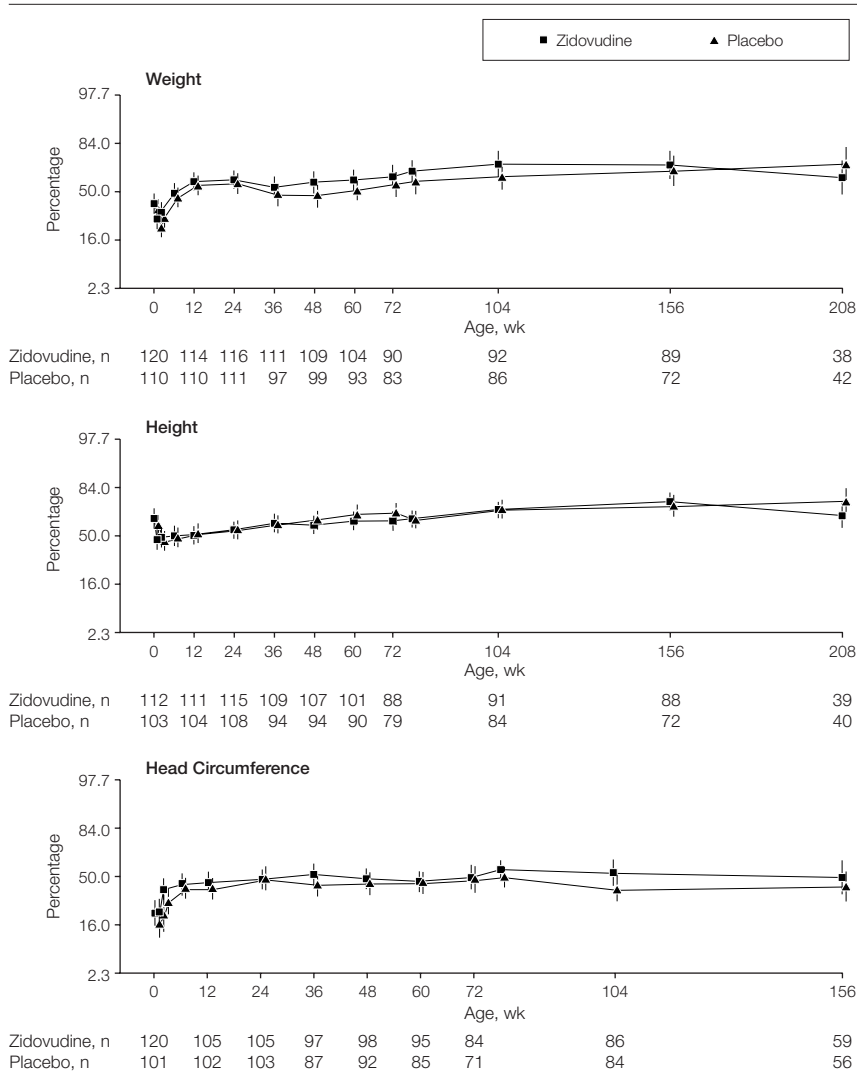 Zidovudine Placebo
Weight
97.7
84.0
50.0
16.0
2.3
Percentage
0 12 24 36 48 60 72 104 156 208
Age, wk
Zidovudine, n 120 114 116 111 109 104 90 92 89 38
Placebo, n 110 110 111 97 99 93 83 86 72 42
Height
97.7
84.0
50.0
16.0
2.3
Percentage
0 12 24 36 48 60 72 104 156 208
Age, wk
Zidovudine, n 112 111 115 109 107 101 88 91 88 39
Placebo, n 103 104 108 94 94 90 79 84 72 40
Head Circumference
97.7
84.0
50.0
16.0
2.3
Percentage
0 12 24 36 48 60 72 104 156
Age, wk
Zidovudine, n 120 105 105 97 98 95 84 86 59
Placebo, n 101 102 103 87 92 85 71 84 56